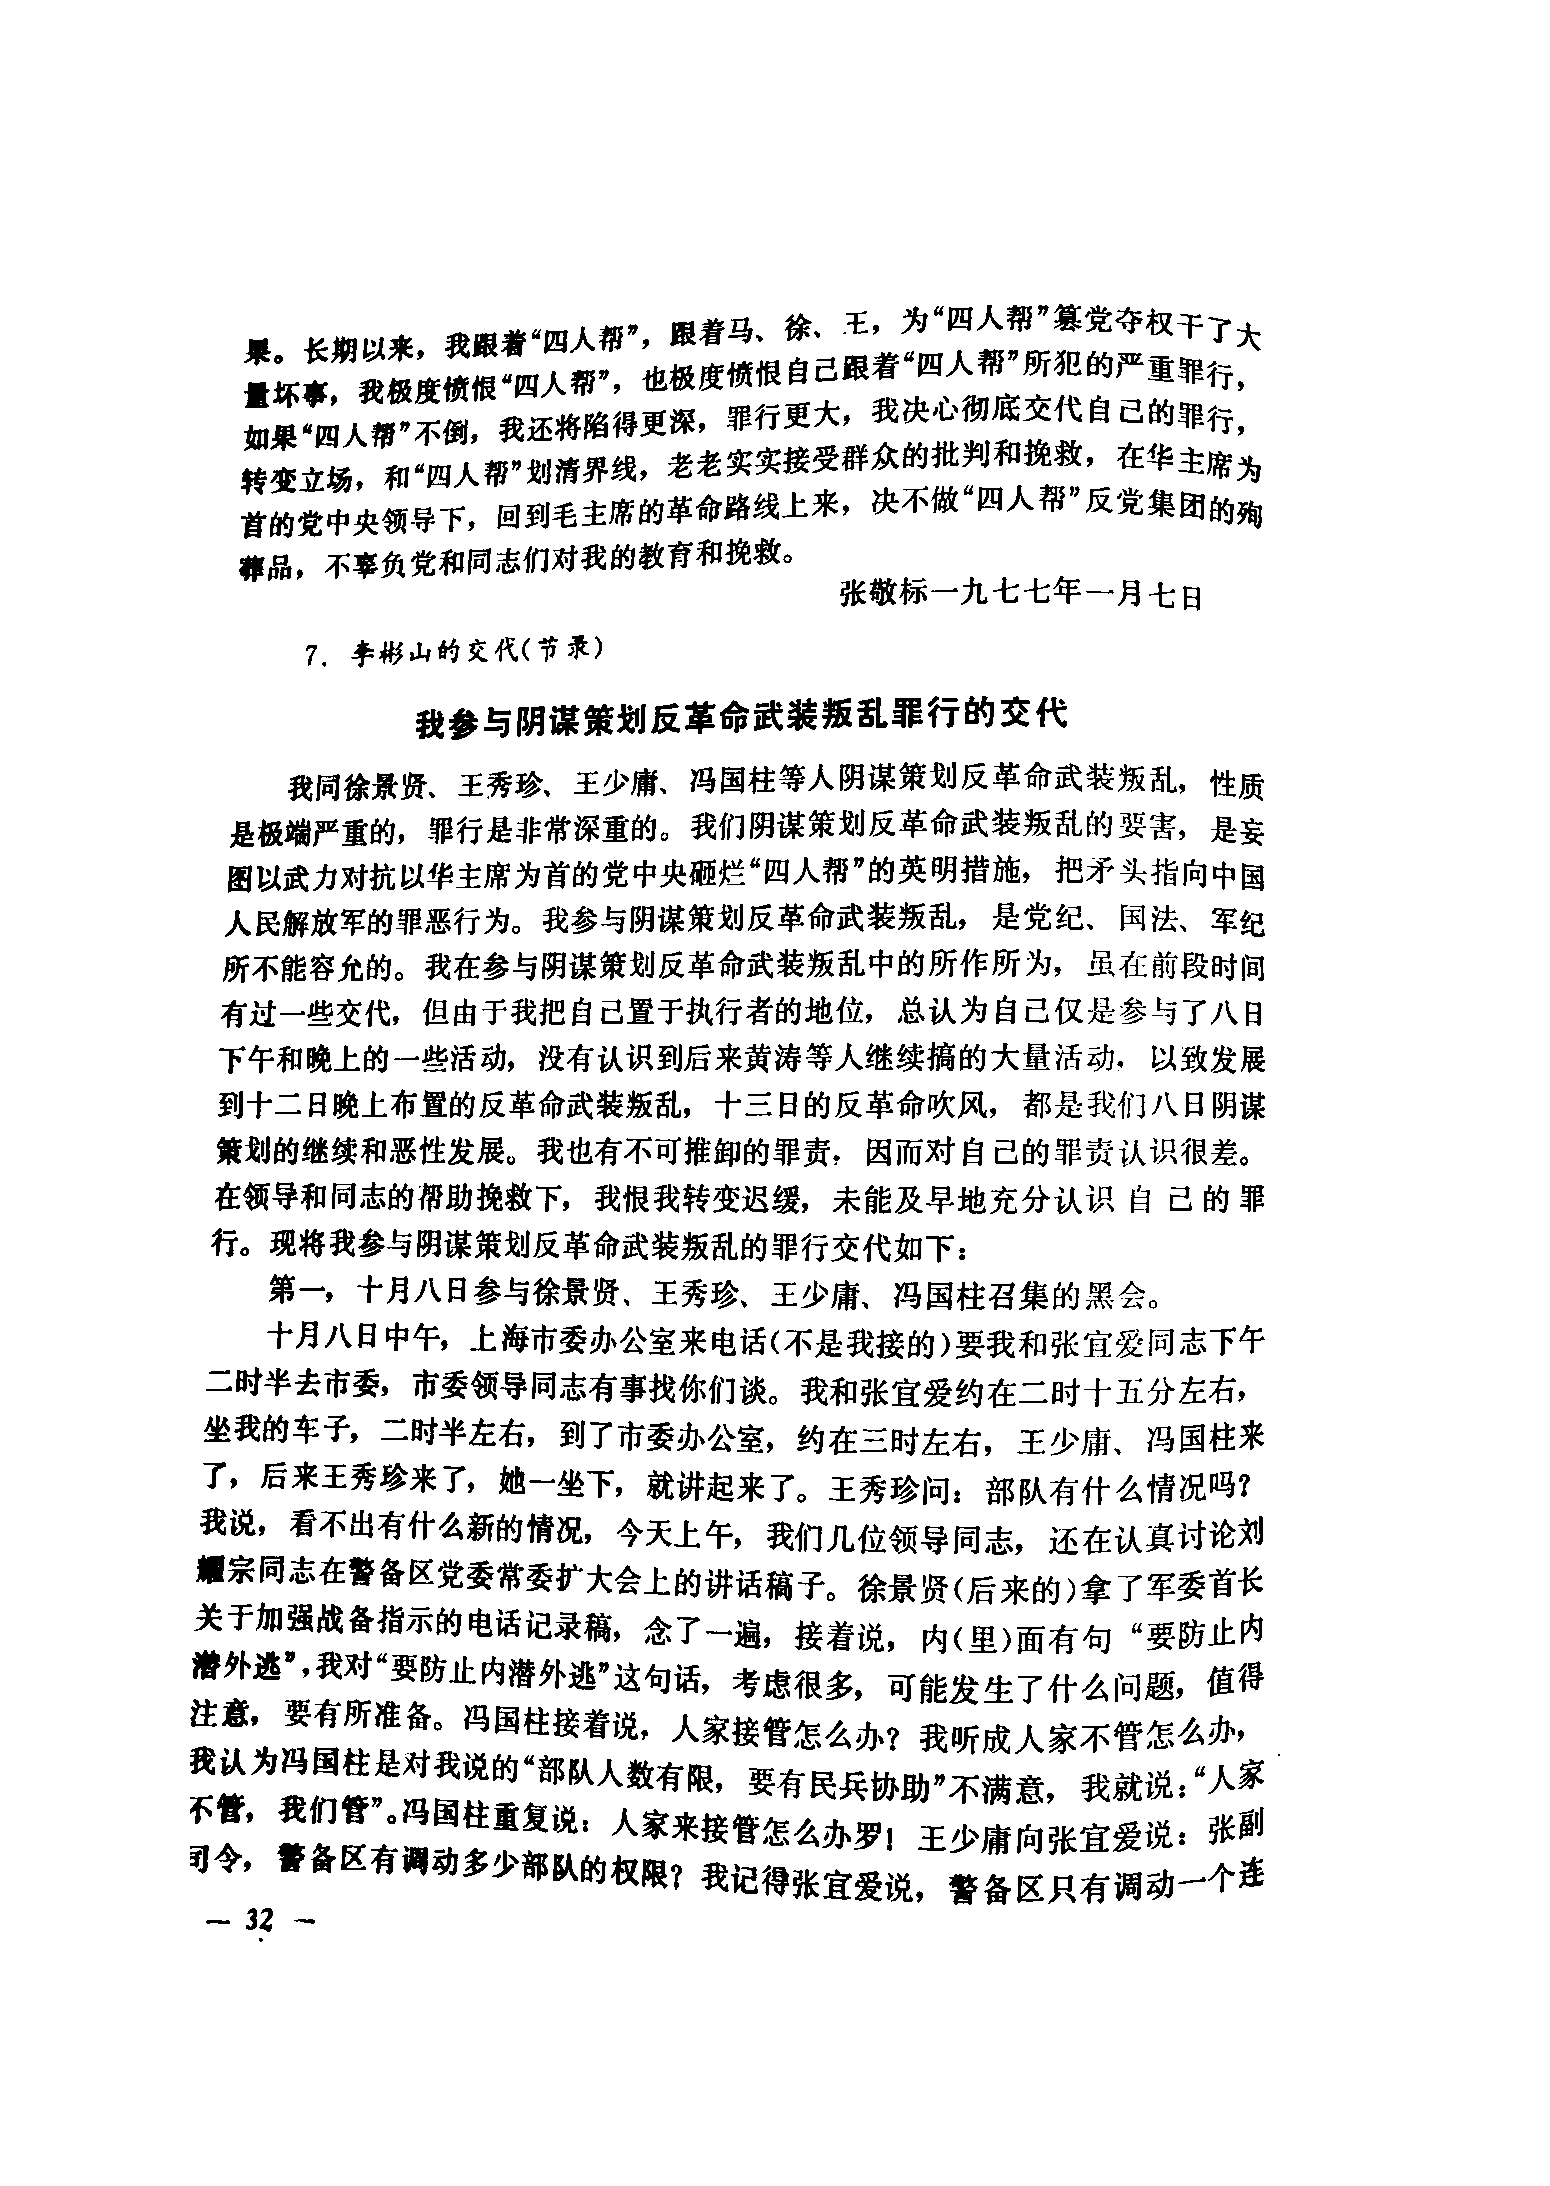 果。长期以来，我跟着“四人帮”，跟着马、徐、王，为“四人帮”篡党夺权干了大
量坏事，我极度愤恨“四人帮”，也极度愤恨自己跟着“四人帮”所犯的严重罪行，
如果“四人帮”不倒，我还将陷得更深，罪行更大，我决心彻底交代自己的罪行，
转变立场，和“四人帮”划清界线，老老实实接受群众的批判和挽救，在华主席为
首的党中央领导下，回到毛主席的革命路线上来，决不做“四人帮”反党集团的殉
葬品，不辜负党和同志们对我的教育和挽救。
张敬标一九七七年一月七日
7．李彬山的交代（节录）
我参与阴谋策划反革命武装叛乱罪行的交代
我同徐景贤、王秀珍、王少庸、冯国柱等人阴谋策划反革命武装叛乱，性质
是极端严重的，罪行是非常深重的。我们阴谋策划反革命武装叛乱的要害，是妄
图以武力对抗以华主席为首的党中央砸烂“四人帮”的英明措施，把矛头指向中国
人民解放军的罪恶行为。我参与阴谋策划反革命武装叛乱，是党纪、国法、军纪
所不能容允的。我在参与阴谋策划反革命武装叛乱中的所作所为，虽在前段时间
有过一些交代，但由于我把自己置于执行者的地位，总认为自己仅是参与了八日
下午和晚上的一些活动，没有认识到后来黄涛等人继续搞的大量活动，以致发展
到十二日晚上布置的反革命武装叛乱，十三日的反革命吹风，都是我们八日阴谋
策划的继续和恶性发展。我也有不可推卸的罪责，因而对自己的罪责认识很差。
在领导和同志的帮助挽救下，我恨我转变迟缓，未能及早地充分认识自己的罪
行。现将我参与阴谋策划反革命武装叛乱的罪行交代如下：
第一，十月八日参与徐景贤、王秀珍、王少庸、冯国柱召集的黑会。
十月八日中午，上海市委办公室来电话（不是我接的）要我和张宜爱同志下午
二时半去市委，市委领导同志有事找你们谈。我和张宜爱约在二时十五分左右，
坐我的车子，二时半左右，到了市委办公室，约在三时左右，王少庸、冯国柱来
了，后来王秀珍来了，她一坐下，就讲起来了。王秀珍问：部队有什么情况吗？
我说，看不出有什么新的情况，今天上午，我们几位领导同志，还在认真讨论刘
耀宗同志在警备区党委常委扩大会上的讲话稿子。徐景贤（后来的）拿了军委首长
关于加强战备指示的电话记录稿，念了一遍，接着说，内（里）面有句“要防止内
潜外逃”，我对“要防止内潜外逃”这句话，考虑很多，可能发生了什么问题，值得
注意，要有所准备。冯国柱接着说，人家接管怎么办？我听成人家不管怎么办，
我认为冯国柱是对我说的“部队人数有限，要有民兵协助”不满意，我就说：“人家
不管，我们管”。冯国柱重复说：人家来接管怎么办罗！王少庸向张宜爱说：张副
司令，警备区有调动多少部队的权限？我记得张宜爱说，警备区只有调动一个连
— 32 —